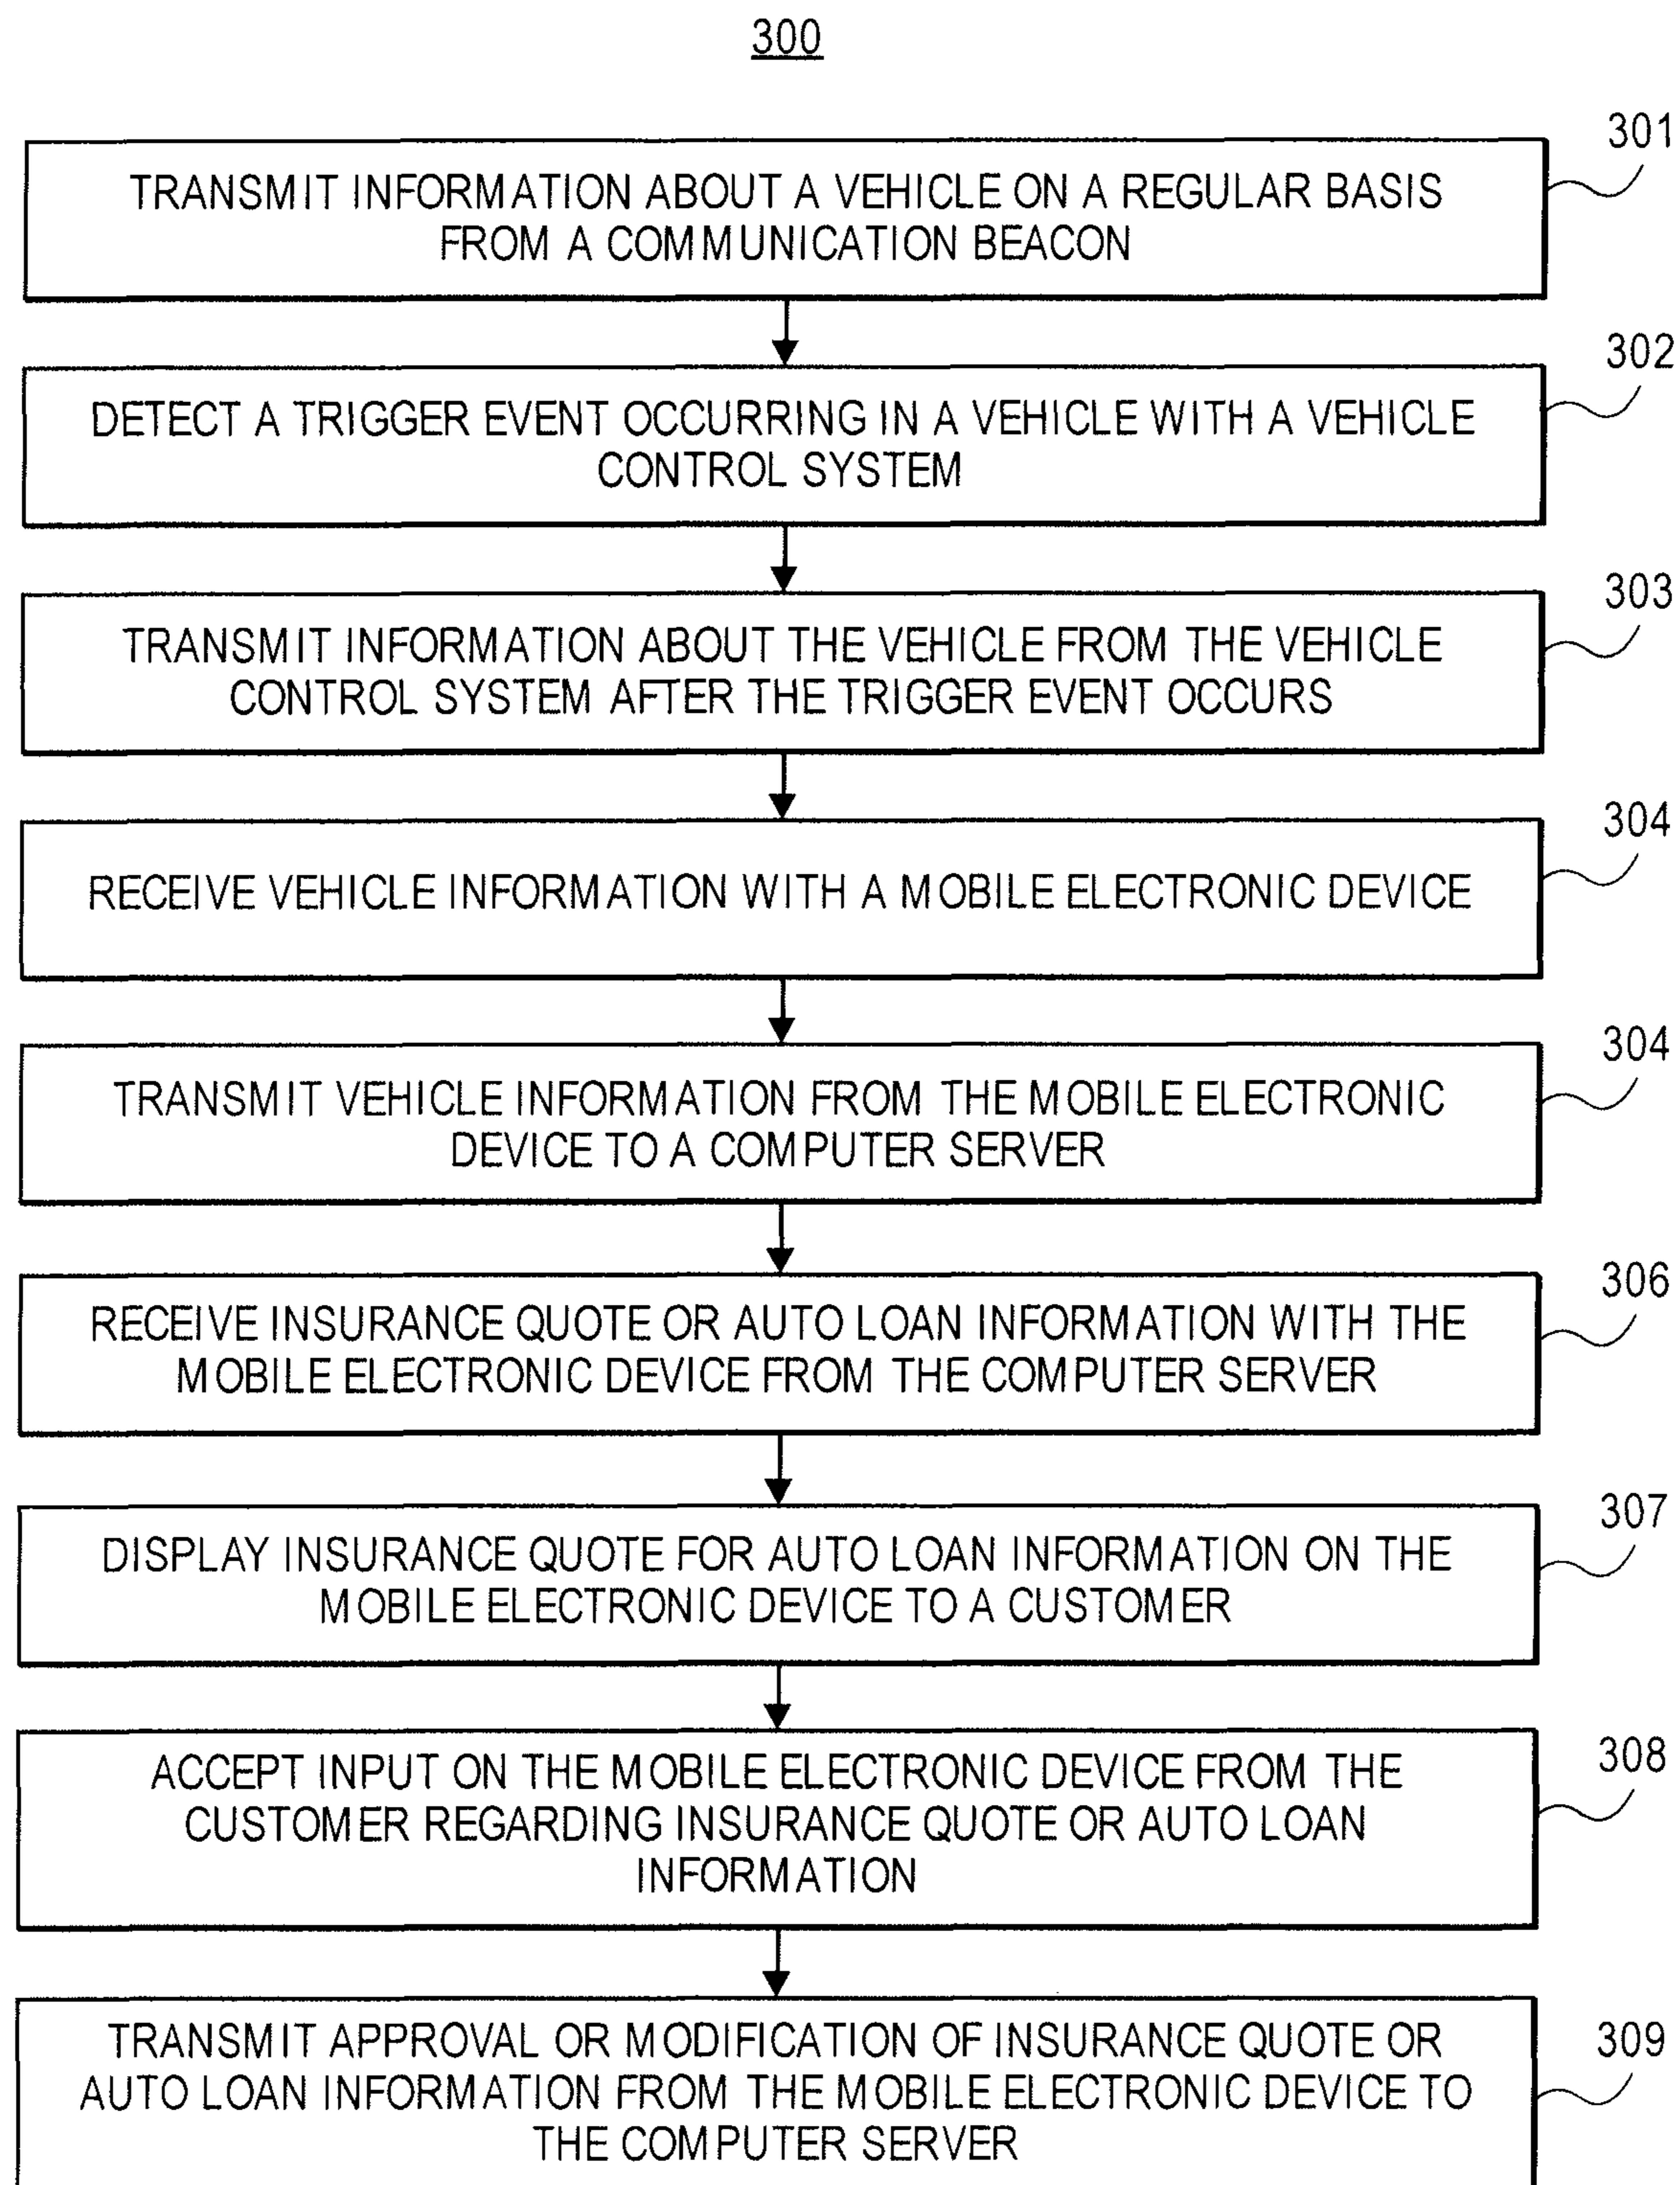 300
301
TRANSMIT INFORMATION ABOUT A VEHICLE ON A REGULAR BASIS
FROM A COMMUNICATION BEACON
302
DETECT A TRIGGER EVENT OCCURRING IN A VEHICLE WITH A VEHICLE
CONTROL SYSTEM
303
TRANSMIT INFORMATION ABOUT THE VEHICLE FROM THE VEHICLE
CONTROL SYSTEM AFTER THE TRIGGER EVENT OCCURS
304
RECEIVE VEHICLE INFORMATION WITH A MOBILE ELECTRONIC DEVICE
304
TRANSMIT VEHICLE INFORMATION FROM THE MOBILE ELECTRONIC
DEVICE TO A COMPUTER SERVER
306
RECEIVE INSURANCE QUOTE OR AUTO LOAN INFORMATION WITH THE
MOBILE ELECTRONIC DEVICE FROM THE COMPUTER SERVER
307
DISPLAY INSURANCE QUOTE FOR AUTO LOAN INFORMATION ON THE
MOBILE ELECTRONIC DEVICE TO A CUSTOMER
308
ACCEPT INPUT ON THE MOBILE ELECTRONIC DEVICE FROM THE
CUSTOMER REGARDING INSURANCE QUOTE OR AUTO LOAN
INFORMATION
309
TRANSMIT APPROVAL OR MODIFICATION OF INSURANCE QUOTE OR
AUTO LOAN INFORMATION FROM THE MOBILE ELECTRONIC DEVICE TO
THE COMPUTER SERVER